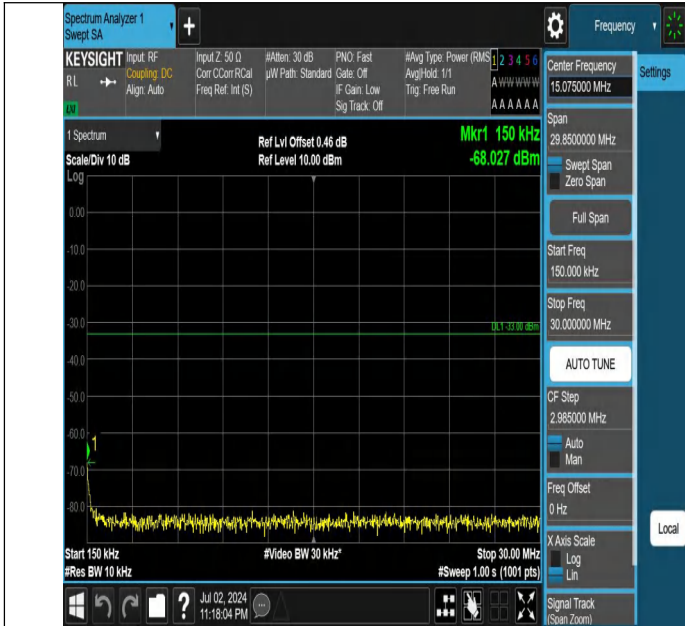 Spectrum Analyzer 1
Swept SA
+
Frequency
KEYSIGHT
RL
Input: RF
Coupling: DC
Align: Auto
Input Z: 50 Ω
Corr CCorr RCal
Freq Ref: Int (S)
#Atten: 30 dB
µW Path: Standard
PNO: Fast
Gate: Off
IF Gain: Low
Sig Track: Off
#Avg Type: Power (RMS
Avg|Hold: 1/1
Trig: Free Run
1 2 3 4 5 6
A W W W W W
A A A A A A
1 Spectrum
Scale/Div 10 dB
Log
Ref Lvl Offset 0.46 dB
Ref Level 10.00 dBm
Mkr1 150 kHz
-68.027 dBm
0.00
-10.0
-20.0
-30.0
DL1 -33.00 dBm
-40.0
-50.0
-60.0
1
-70.0
-80.0
Start 150 kHz
#Res BW 10 kHz
#Video BW 30 kHz*
Stop 30.00 MHz
#Sweep 1.00 s (1001 pts)
Center Frequency
15.075000 MHz
Settings
Span
29.8500000 MHz
Swept Span
Zero Span
Full Span
Start Freq
150.000 kHz
Stop Freq
30.000000 MHz
AUTO TUNE
CF Step
2.985000 MHz
Auto
Man
Freq Offset
0 Hz
X Axis Scale
Log
Lin
Local
Signal Track
(Span Zoom)
?
Jul 02, 2024
11:18:04 PM